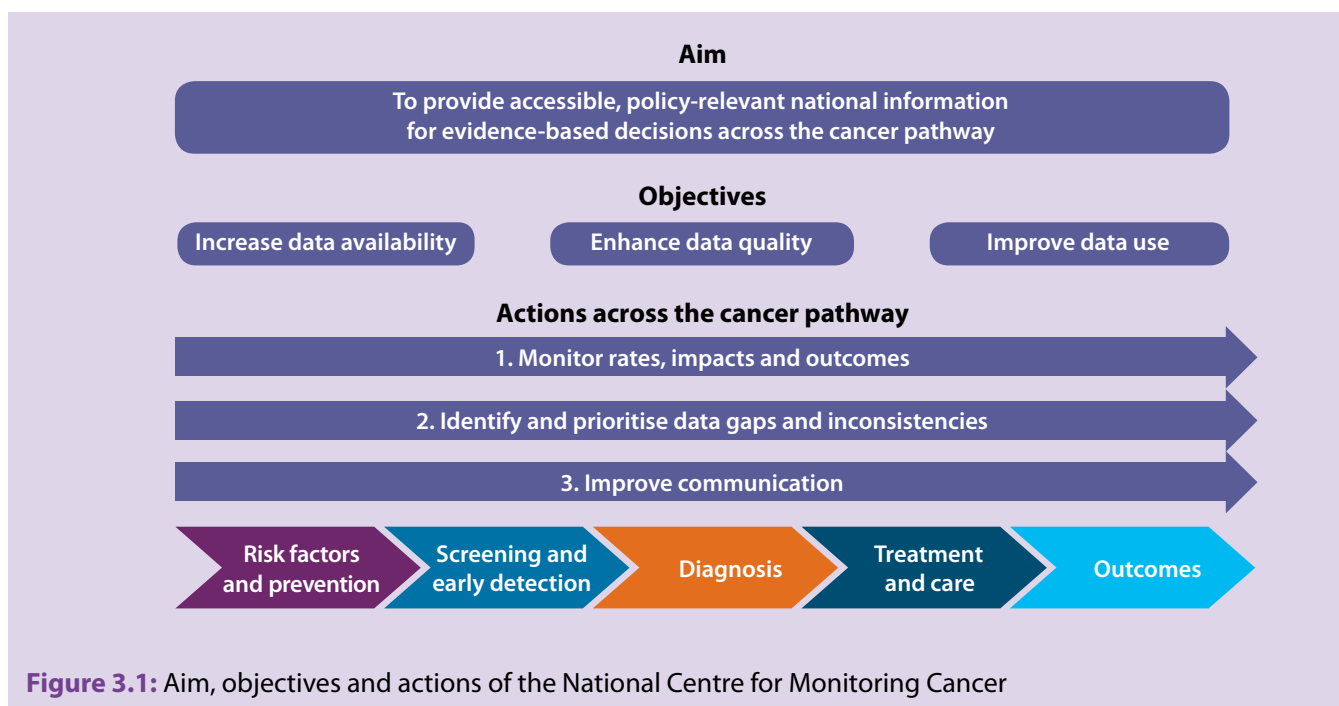 Aim
To provide accessible, policy-relevant national information
for evidence-based decisions across the cancer pathway
Objectives
Increase data availability
Enhance data quality
Improve data use
Actions across the cancer pathway
1. Monitor rates, impacts and outcomes
2. Identify and prioritise data gaps and inconsistencies
3. Improve communication
Risk factors
and prevention
Screening and
early detection
Diagnosis
Treatment
and care
Outcomes
Figure 3.1: Aim, objectives and actions of the National Centre for Monitoring Cancer